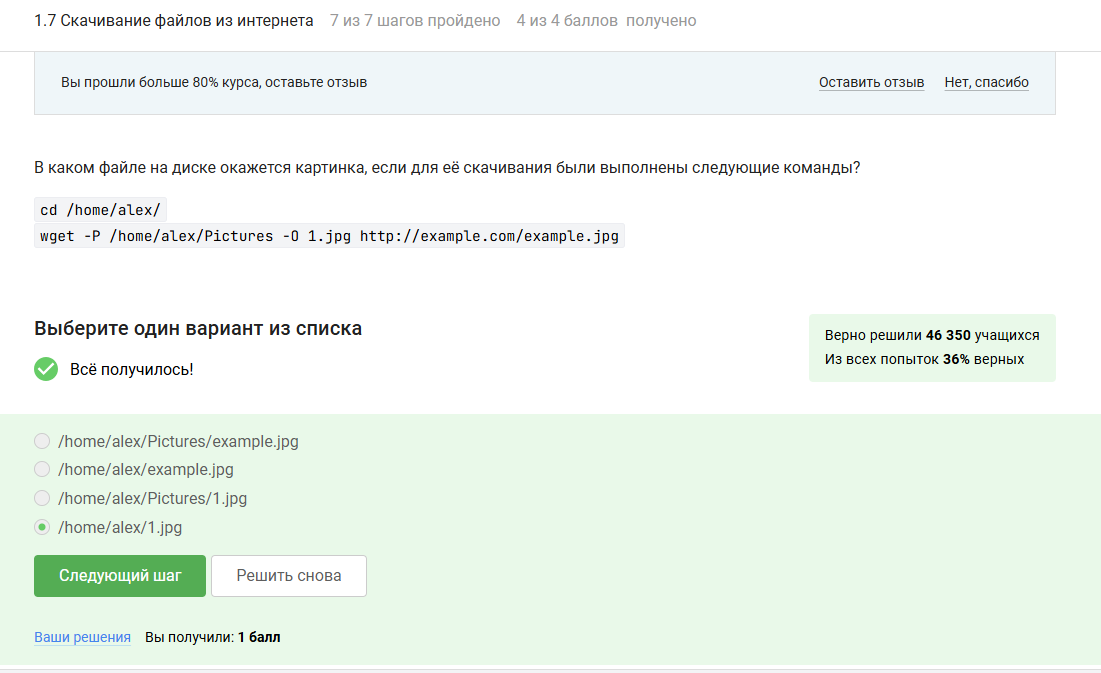 1.7 Скачивание файлов из интернета 7 из 7 шагов пройдено 4 из 4 баллов получено
Вы прошли больше 80% курса, оставьте отзыв Оставить отзыв Нет, спасибо
В каком файле на диске окажется картинка, если для её скачивания были выполнены следующие команды?
cd /home/alex/
wget -P /home/alex/Pictures -O 1.jpg http://example.com/example.jpg
Выберите один вариант из списка
Всё получилось!
Верно решили 46 350 учащихся
Из всех попыток 36% верных
/home/alex/Pictures/example.jpg
/home/alex/example.jpg
/home/alex/Pictures/1.jpg
/home/alex/1.jpg
Следующий шаг Решить снова
Ваши решения Вы получили: 1 балл